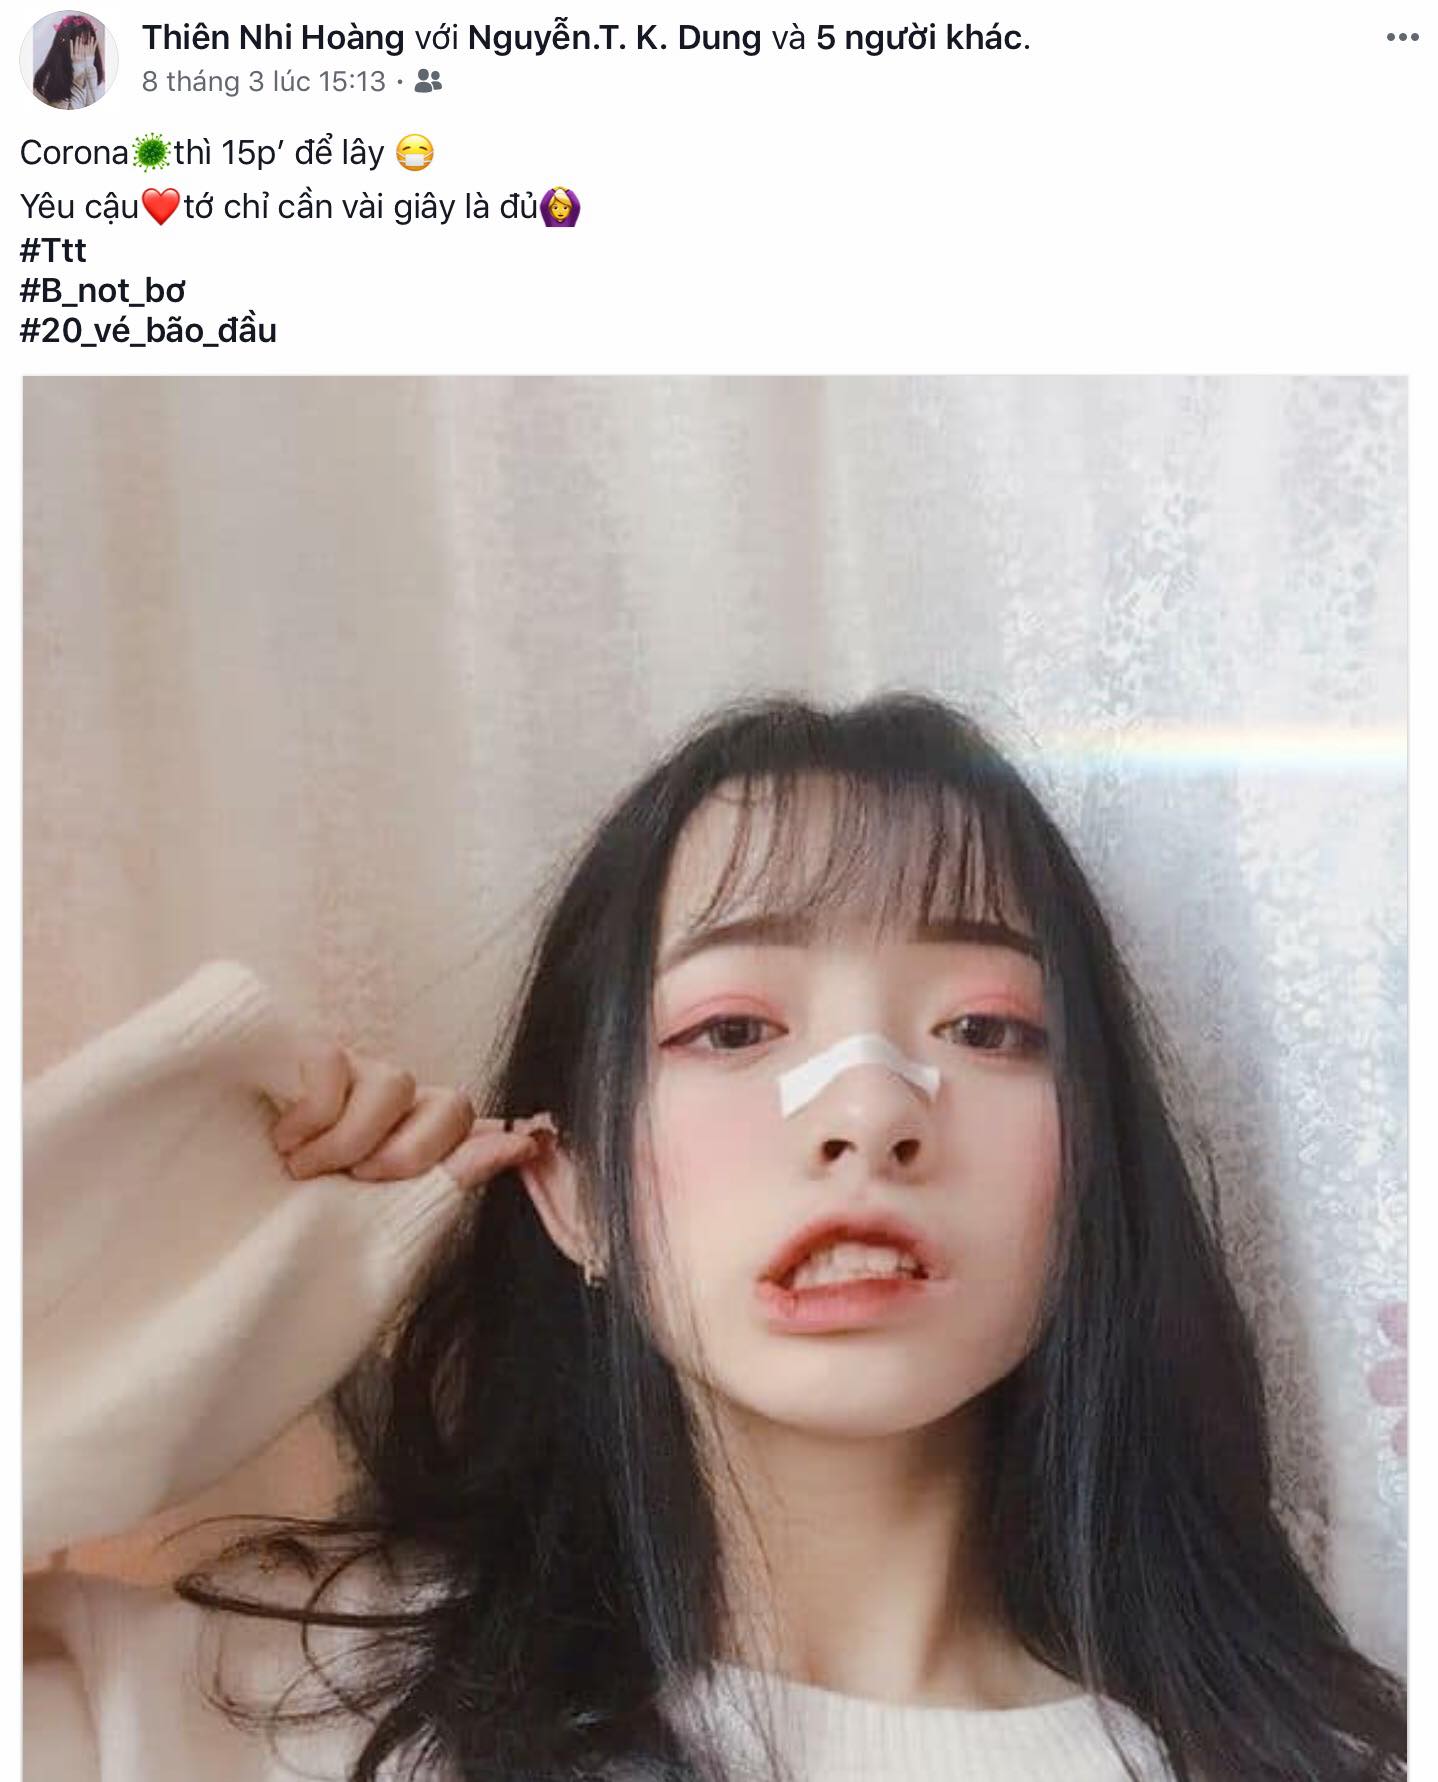 Thiên Nhi Hoàng với Nguyễn.T. K. Dung và 5 người khác.
8 tháng 3 lúc 15:13 ·
Corona🦠thì 15p’ để lây 😷
Yêu cậu❤️tớ chỉ cần vài giây là đủ🙆‍♀️
#Ttt
#B_not_bơ
#20_vé_bão_đầu